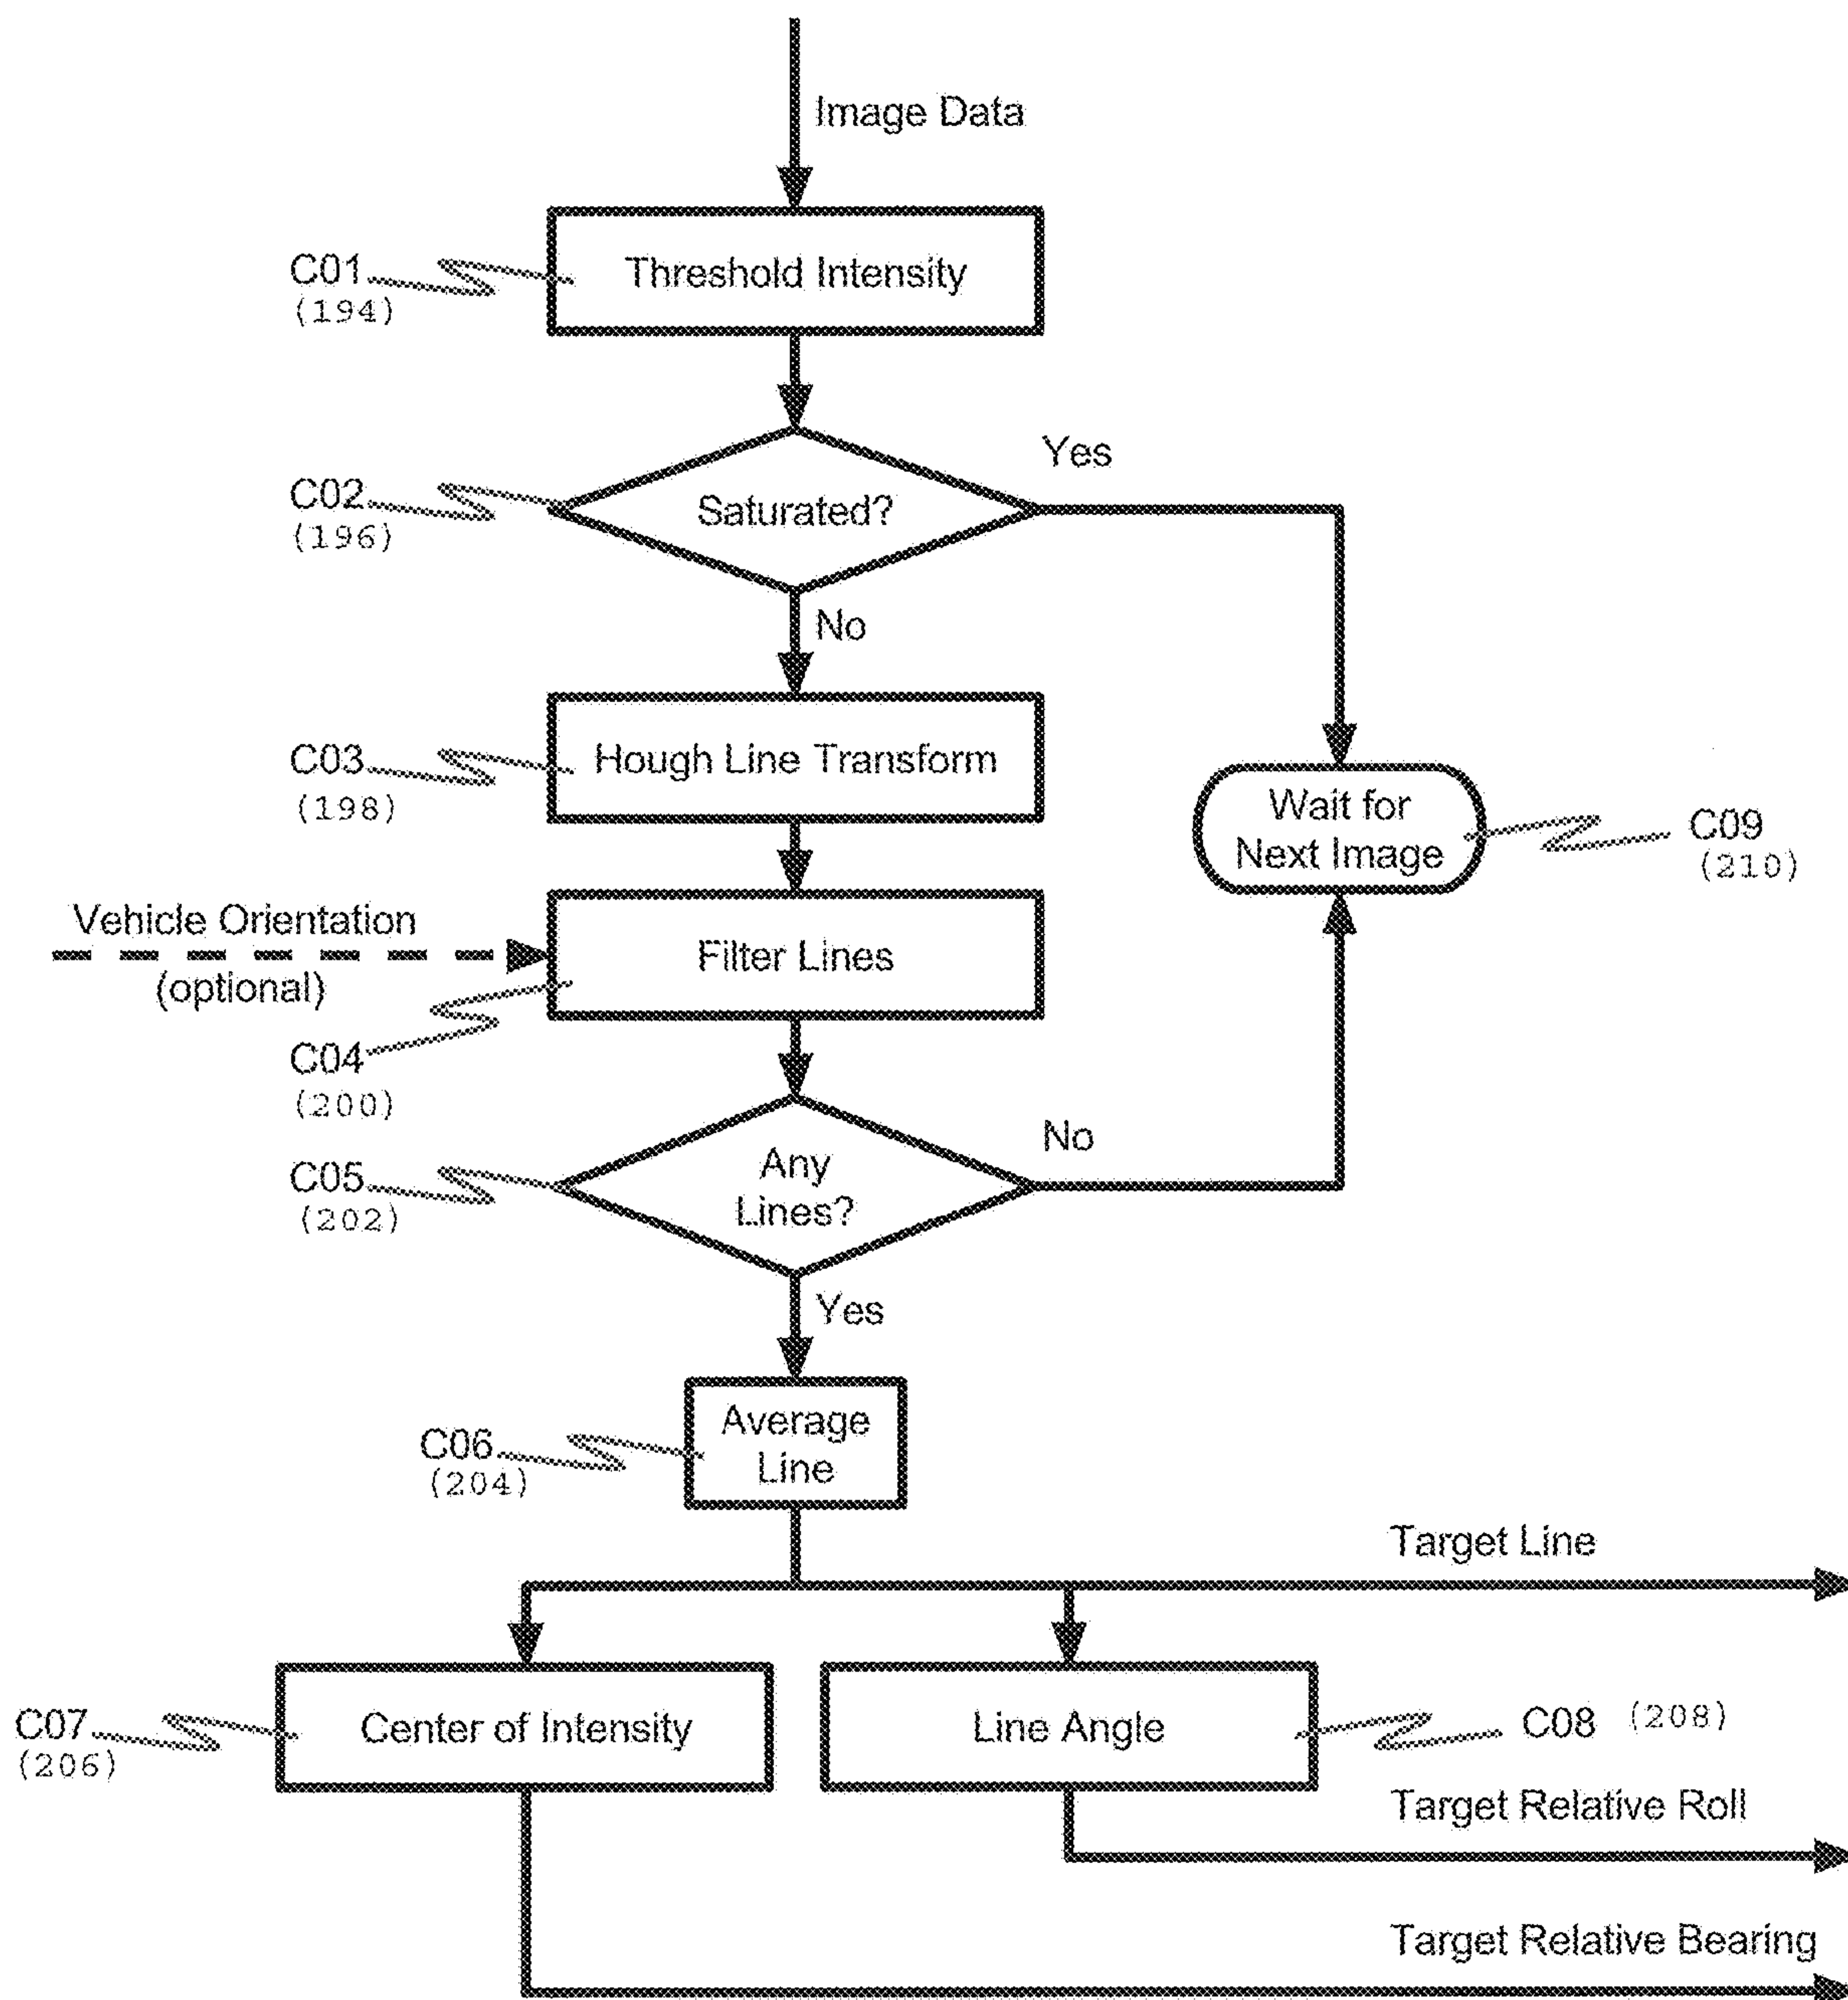 Image Data
C01
(194)
Threshold Intensity
C02
(196)
Saturated?
Yes
No
C03
(198)
Hough Line Transform
Wait for
Next Image
C09
(210)
Vehicle Orientation
(optional)
Filter Lines
C04
(200)
C05
(202)
Any
Lines?
No
Yes
C06
(204)
Average
Line
Target Line
C07
(206)
Center of Intensity
Line Angle
C08 (208)
Target Relative Roll
Target Relative Bearing